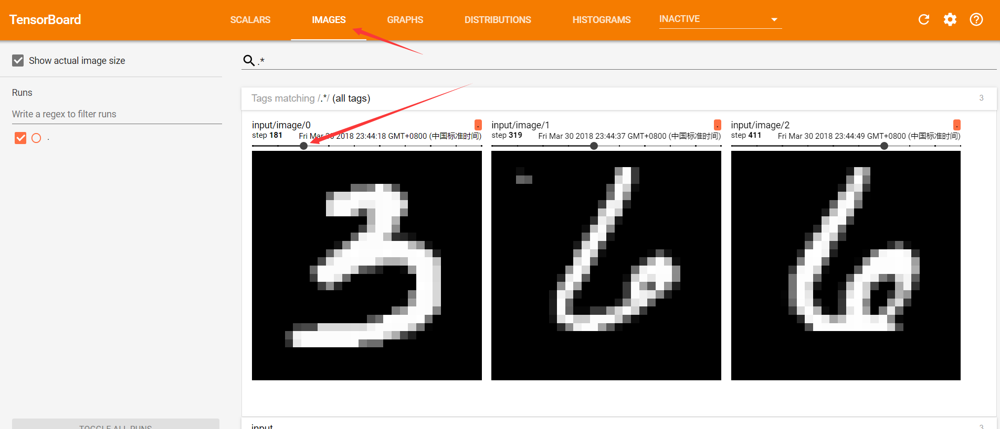 TensorBoard SCALARS IMAGES GRAPHS DISTRIBUTIONS HISTOGRAMS INACTIVE
Show actual image size
.*
Runs
Write a regex to filter runs
.
TOGGLE ALL RUNS
Tags matching /.*/ (all tags) 3
input/image/0 .
step 181 Fri Mar 30 2018 23:44:18 GMT+0800 (中国标准时间)
3
input/image/1 .
step 319 Fri Mar 30 2018 23:44:37 GMT+0800 (中国标准时间)
6
input/image/2 .
step 411 Fri Mar 30 2018 23:44:49 GMT+0800 (中国标准时间)
6
input 3